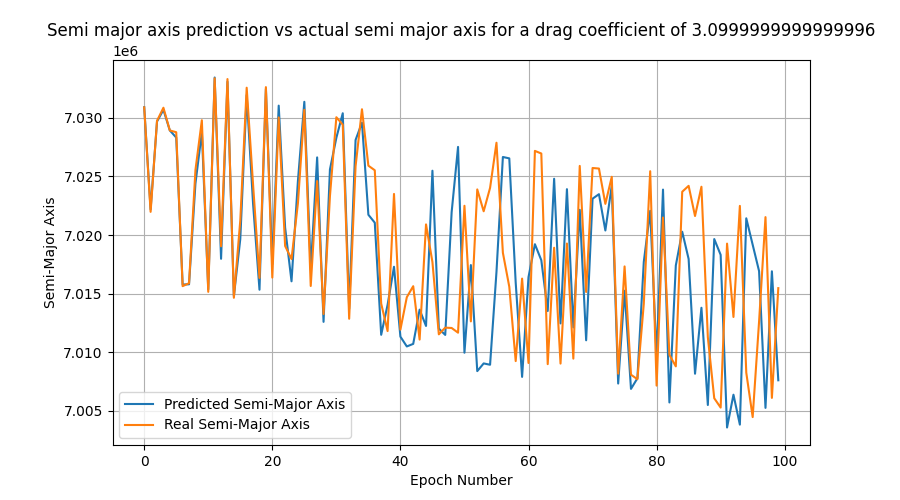 Semi major axis prediction vs actual semi major axis for a drag coefficient of 3.0999999999999996
1e6
7.030
7.025
7.020
7.015
7.010
7.005
Semi-Major Axis
Predicted Semi-Major Axis
Real Semi-Major Axis
0 20 40 60 80 100
Epoch Number